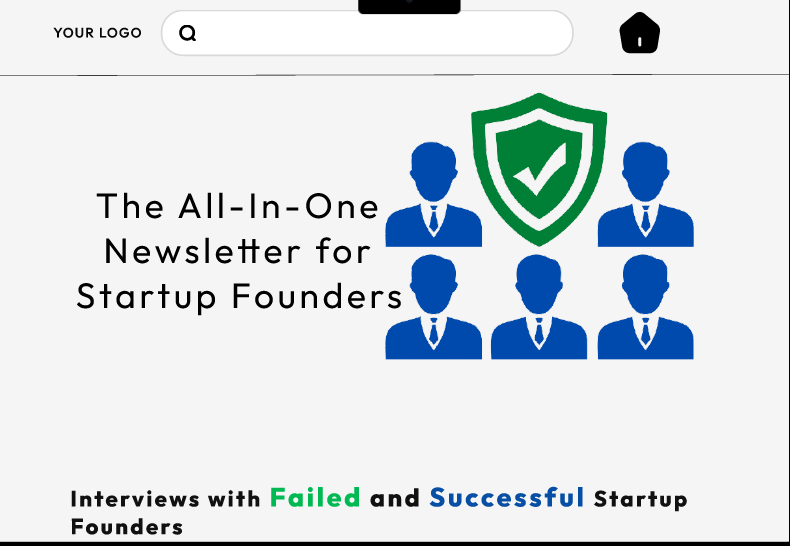 YOUR LOGO
The All-In-One
Newsletter for
Startup Founders
Interviews with Failed and Successful Startup
Founders